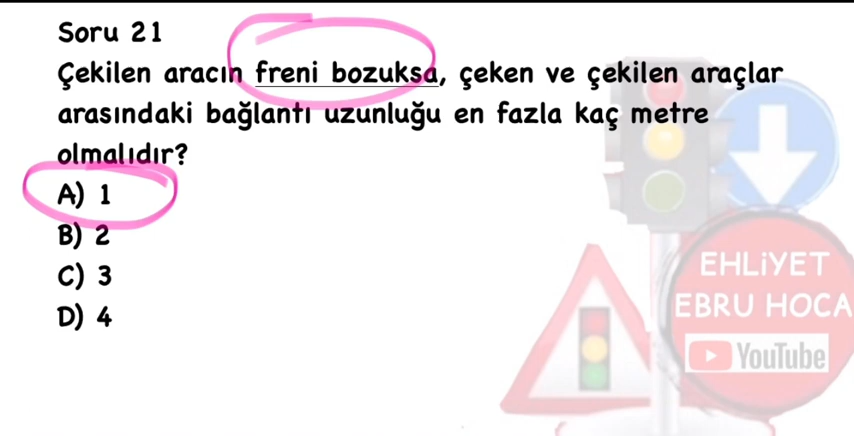 Soru 21
Çekilen aracın freni bozuksa, çeken ve çekilen araçlar
arasındaki bağlantı uzunluğu en fazla kaç metre
olmalıdır?
A) 1
B) 2
C) 3
D) 4
EHLİYET
EBRU HOCA
YouTube